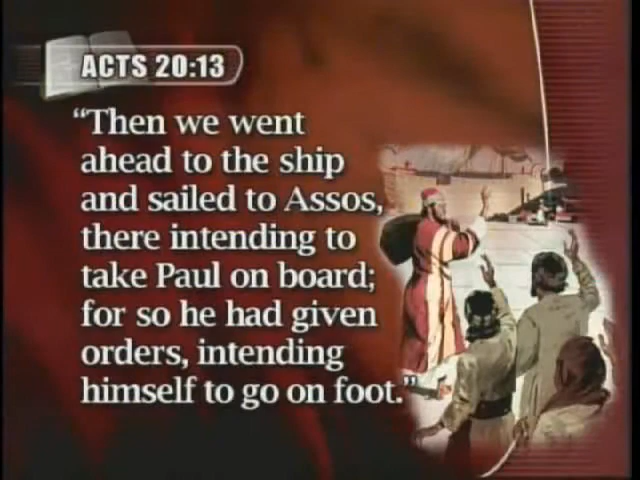 ACTS 20:13
“Then we went
ahead to the ship
and sailed to Assos,
there intending to
take Paul on board;
for so he had given
orders, intending
himself to go on foot.”